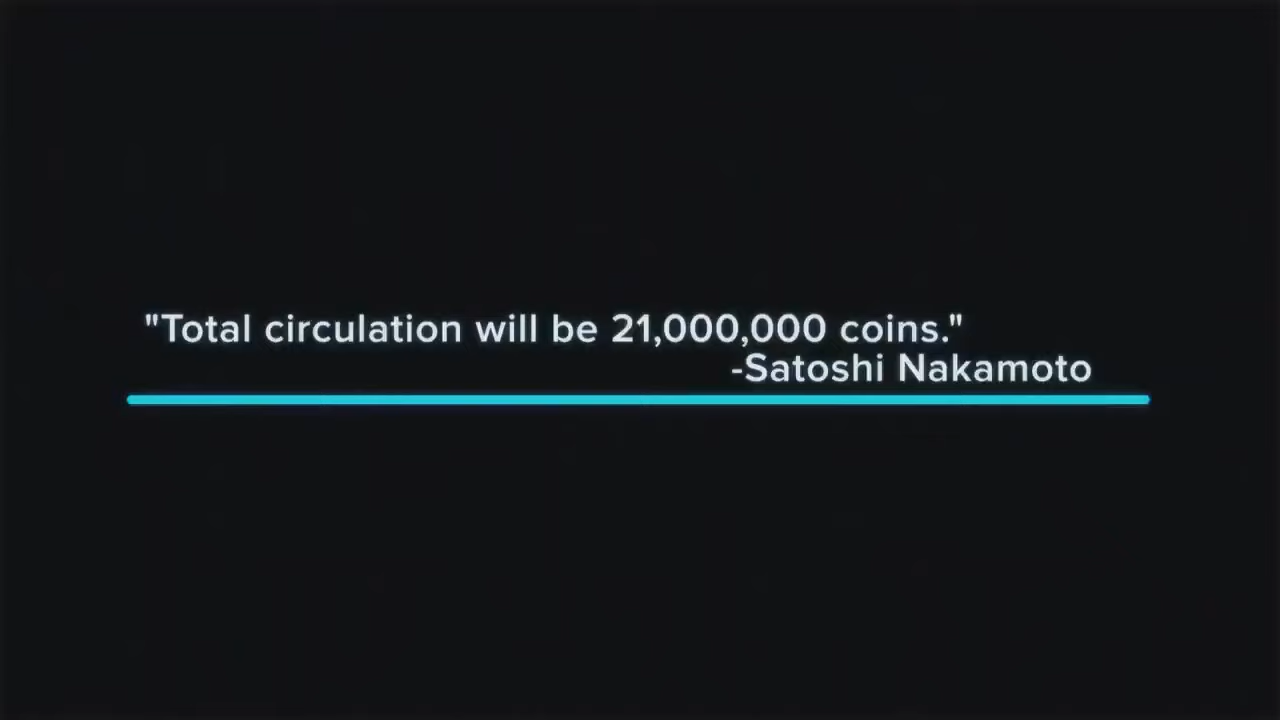 "Total circulation will be 21,000,000 coins."
-Satoshi Nakamoto